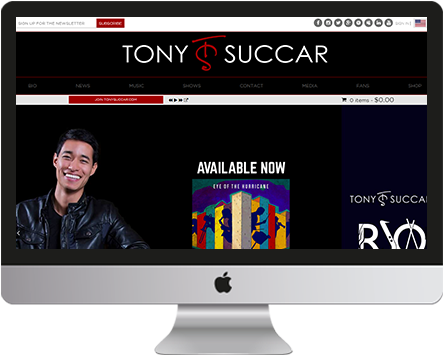 SIGN UP FOR THE NEWSLETTER SUBSCRIBE SIGN IN
TONY SUCCAR
BIO NEWS MUSIC SHOWS CONTACT MEDIA FANS SHOP
JOIN TONYSUCCAR.COM 0 items - $0.00
AVAILABLE NOW
EYE OF THE HURRICANE
TONY SUCCAR